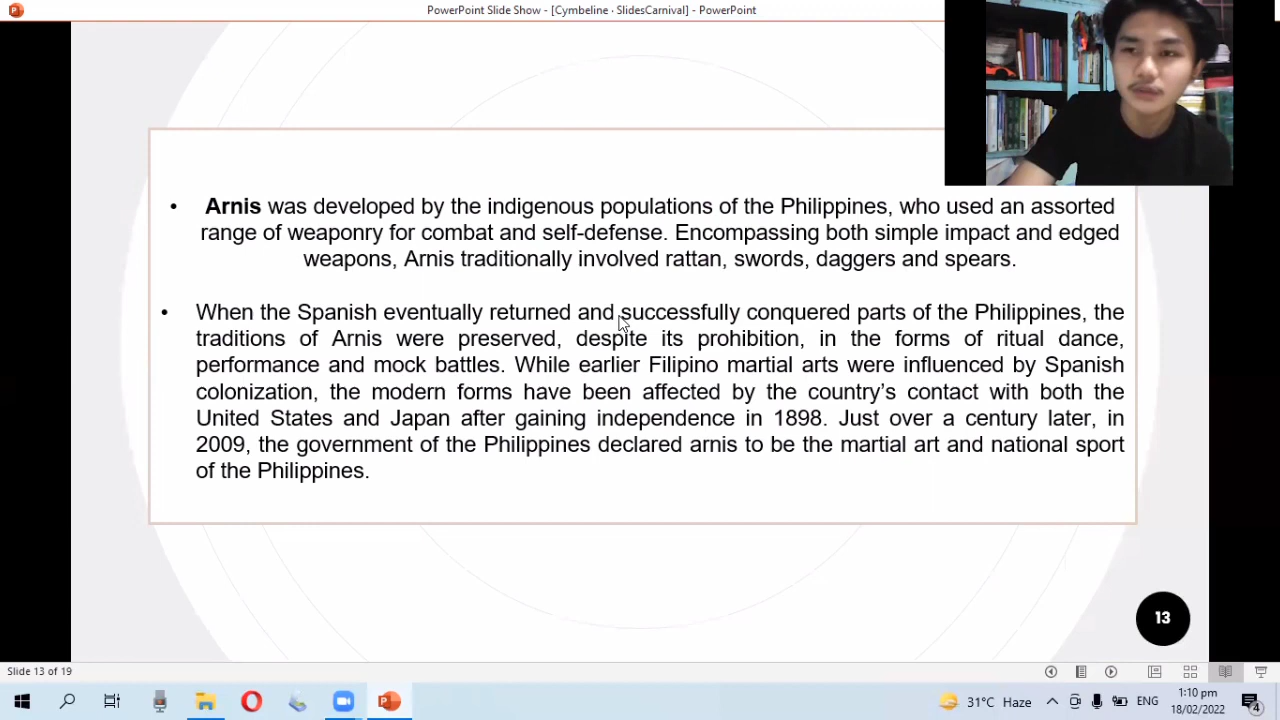 PowerPoint Slide Show - [Cymbeline · SlidesCarnival] - PowerPoint
• Arnis was developed by the indigenous populations of the Philippines, who used an assorted
range of weaponry for combat and self-defense. Encompassing both simple impact and edged
weapons, Arnis traditionally involved rattan, swords, daggers and spears.
• When the Spanish eventually returned and successfully conquered parts of the Philippines, the
traditions of Arnis were preserved, despite its prohibition, in the forms of ritual dance,
performance and mock battles. While earlier Filipino martial arts were influenced by Spanish
colonization, the modern forms have been affected by the country's contact with both the
United States and Japan after gaining independence in 1898. Just over a century later, in
2009, the government of the Philippines declared arnis to be the martial art and national sport
of the Philippines.
13
Slide 13 of 19
31°C Haze
ENG
1:10 pm
18/02/2022
4